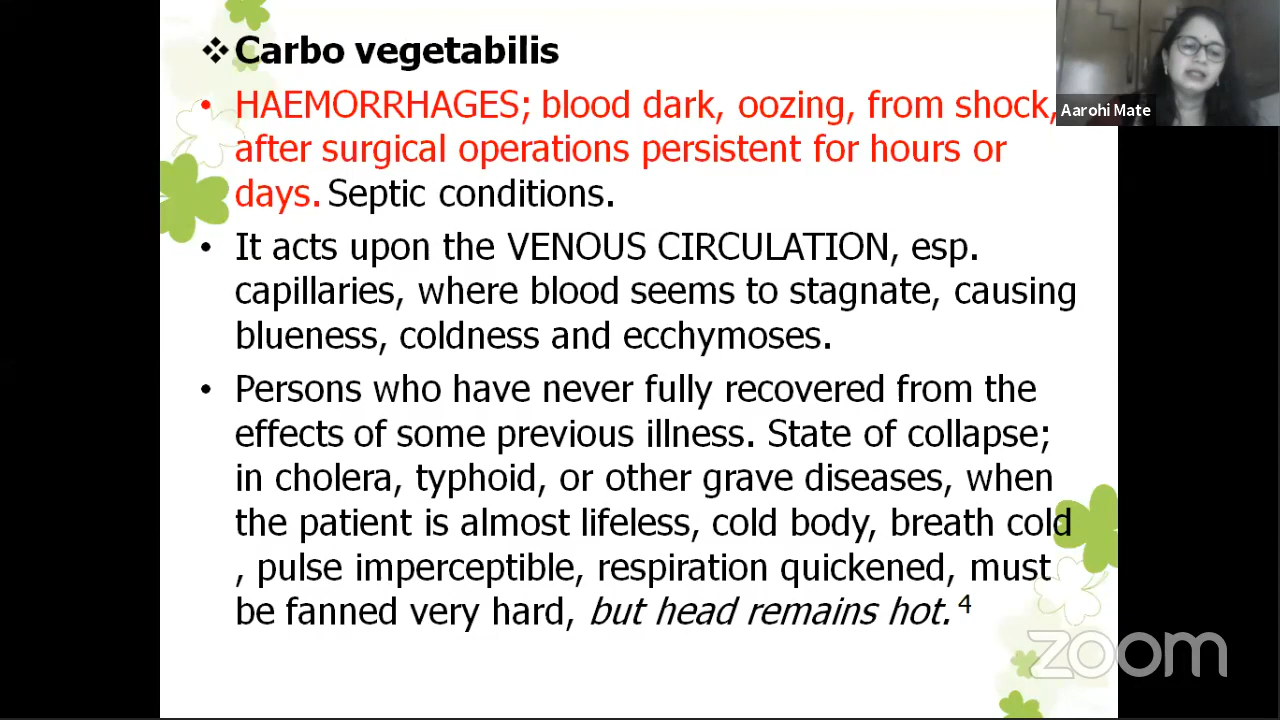 ❖Carbo vegetabilis
• HAEMORRHAGES; blood dark, oozing, from shock,
after surgical operations persistent for hours or
days. Septic conditions.
• It acts upon the VENOUS CIRCULATION, esp.
capillaries, where blood seems to stagnate, causing
blueness, coldness and ecchymoses.
• Persons who have never fully recovered from the
effects of some previous illness. State of collapse;
in cholera, typhoid, or other grave diseases, when
the patient is almost lifeless, cold body, breath cold
, pulse imperceptible, respiration quickened, must
be fanned very hard, but head remains hot. 4
Aarohi Mate
zoom